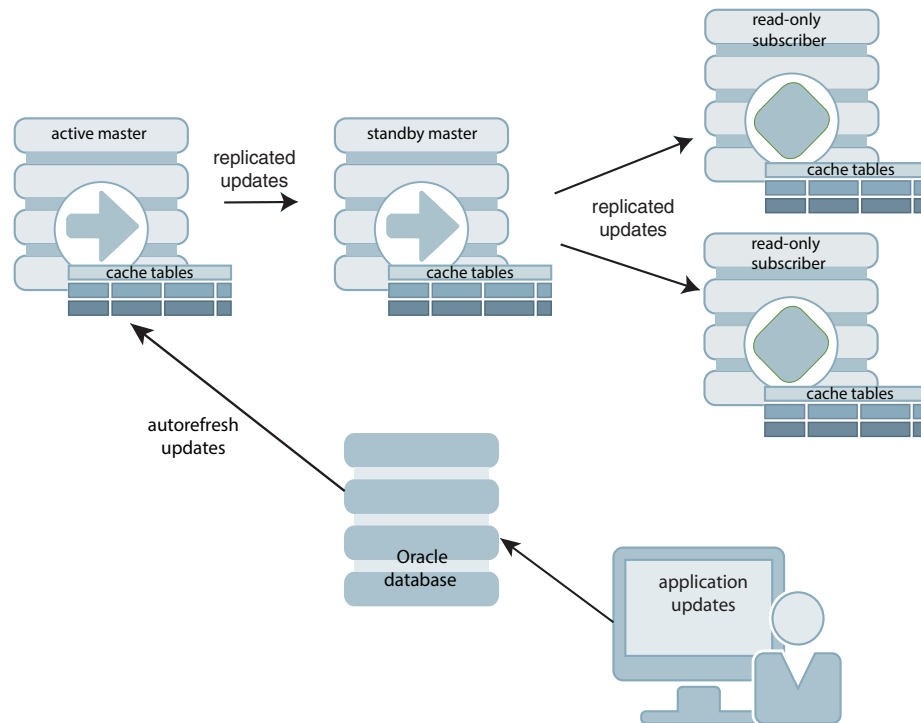 read-only
subscriber
cache tables
active master
replicated
updates
cache tables
standby master
cache tables
replicated
updates
read-only
subscriber
cache tables
autorefresh
updates
Oracle
database
application
updates